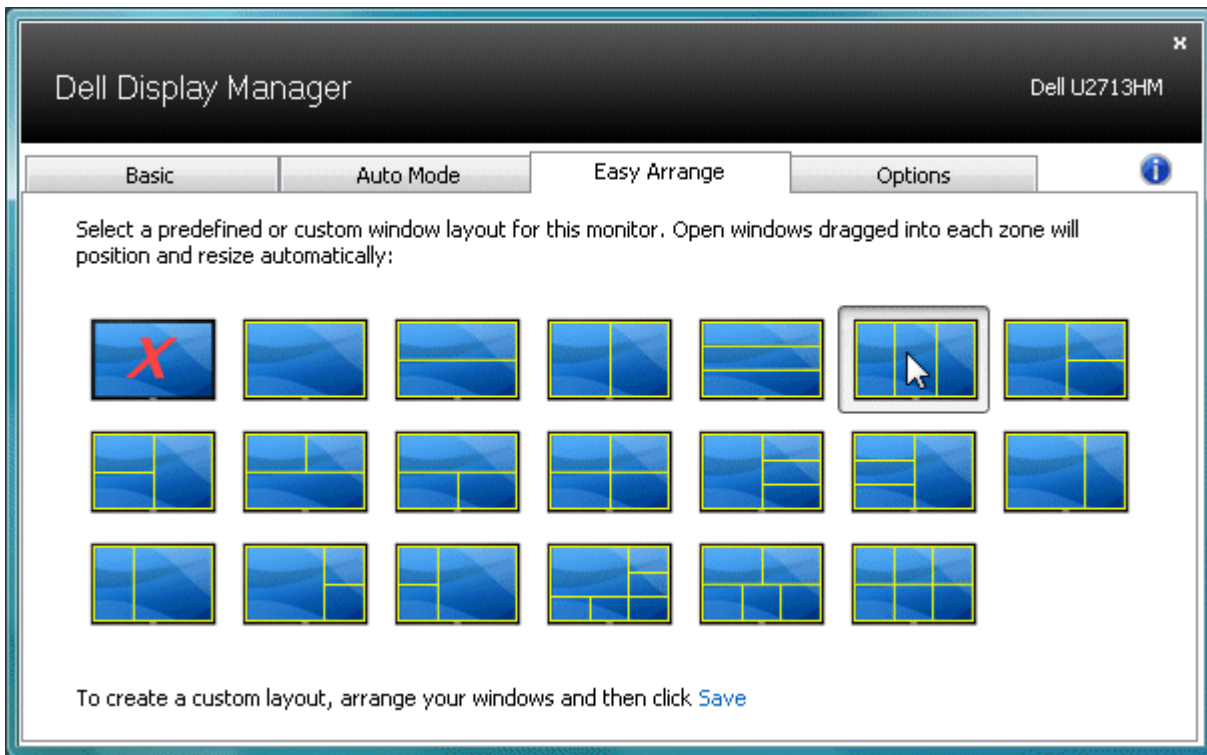 Dell Display Manager
Dell U2713HM
Basic
Auto Mode
Easy Arrange
Options
Select a predefined or custom window layout for this monitor. Open windows dragged into each zone will
position and resize automatically:
To create a custom layout, arrange your windows and then click Save